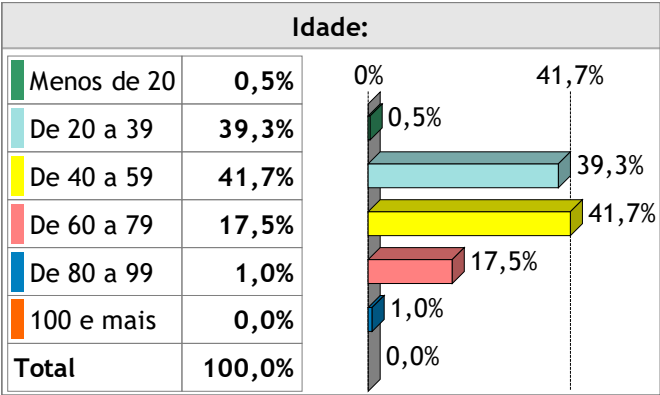 Idade:
Menos de 20 0,5%
De 20 a 39 39,3%
De 40 a 59 41,7%
De 60 a 79 17,5%
De 80 a 99 1,0%
100 e mais 0,0%
Total 100,0%
0% 41,7%
0,5%
39,3%
41,7%
17,5%
1,0%
0,0%